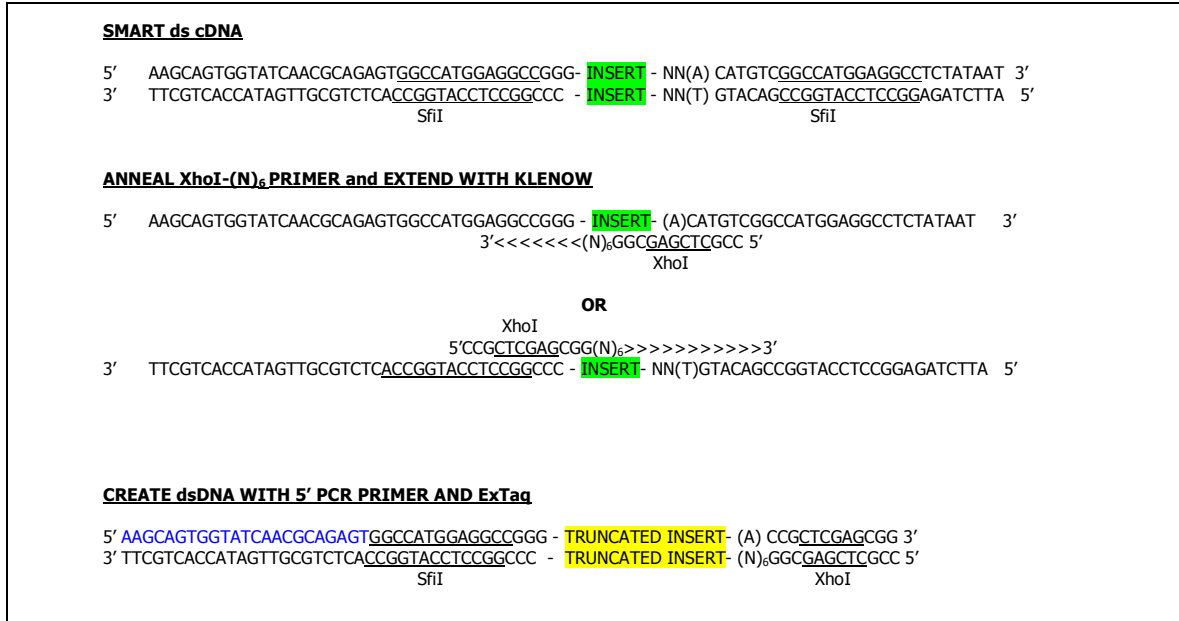 SMART ds cDNA
5′ AAGCAGTGGTATCAACGCAGAGTGGCCATGGAGGCCGGG- INSERT - NN(A) CATGTCGGCCATGGAGGCCTCTATAAT 3′
3′ TTCGTCACCATAGTTGCGTCTCACCGGTACCTCCGGCCC - INSERT - NN(T) GTACAGCCGGTACCTCCGGAGATCTTA 5′
SfiI SfiI
ANNEAL XhoI-(N)₆ PRIMER and EXTEND WITH KLENOW
5′ AAGCAGTGGTATCAACGCAGAGTGGCCATGGAGGCCGGG - INSERT- (A)CATGTCGGCCATGGAGGCCTCTATAAT 3′
3′<<<<<<<(N)₆GGCGAGCTCGCC 5′
XhoI
OR
XhoI
5′CCGCTCGAGCGG(N)₆>>>>>>>>>>>3′
3′ TTCGTCACCATAGTTGCGTCTCACCGGTACCTCCGGCCC - INSERT- NN(T)GTACAGCCGGTACCTCCGGAGATCTTA 5′
CREATE dsDNA WITH 5′ PCR PRIMER AND ExTaq
5′ AAGCAGTGGTATCAACGCAGAGTGGCCATGGAGGCCGGG - TRUNCATED INSERT- (A) CCGCTCGAGCGG 3′
3′ TTCGTCACCATAGTTGCGTCTCACCGGTACCTCCGGCCC - TRUNCATED INSERT- (N)₆GGCGAGCTCGCC 5′
SfiI XhoI